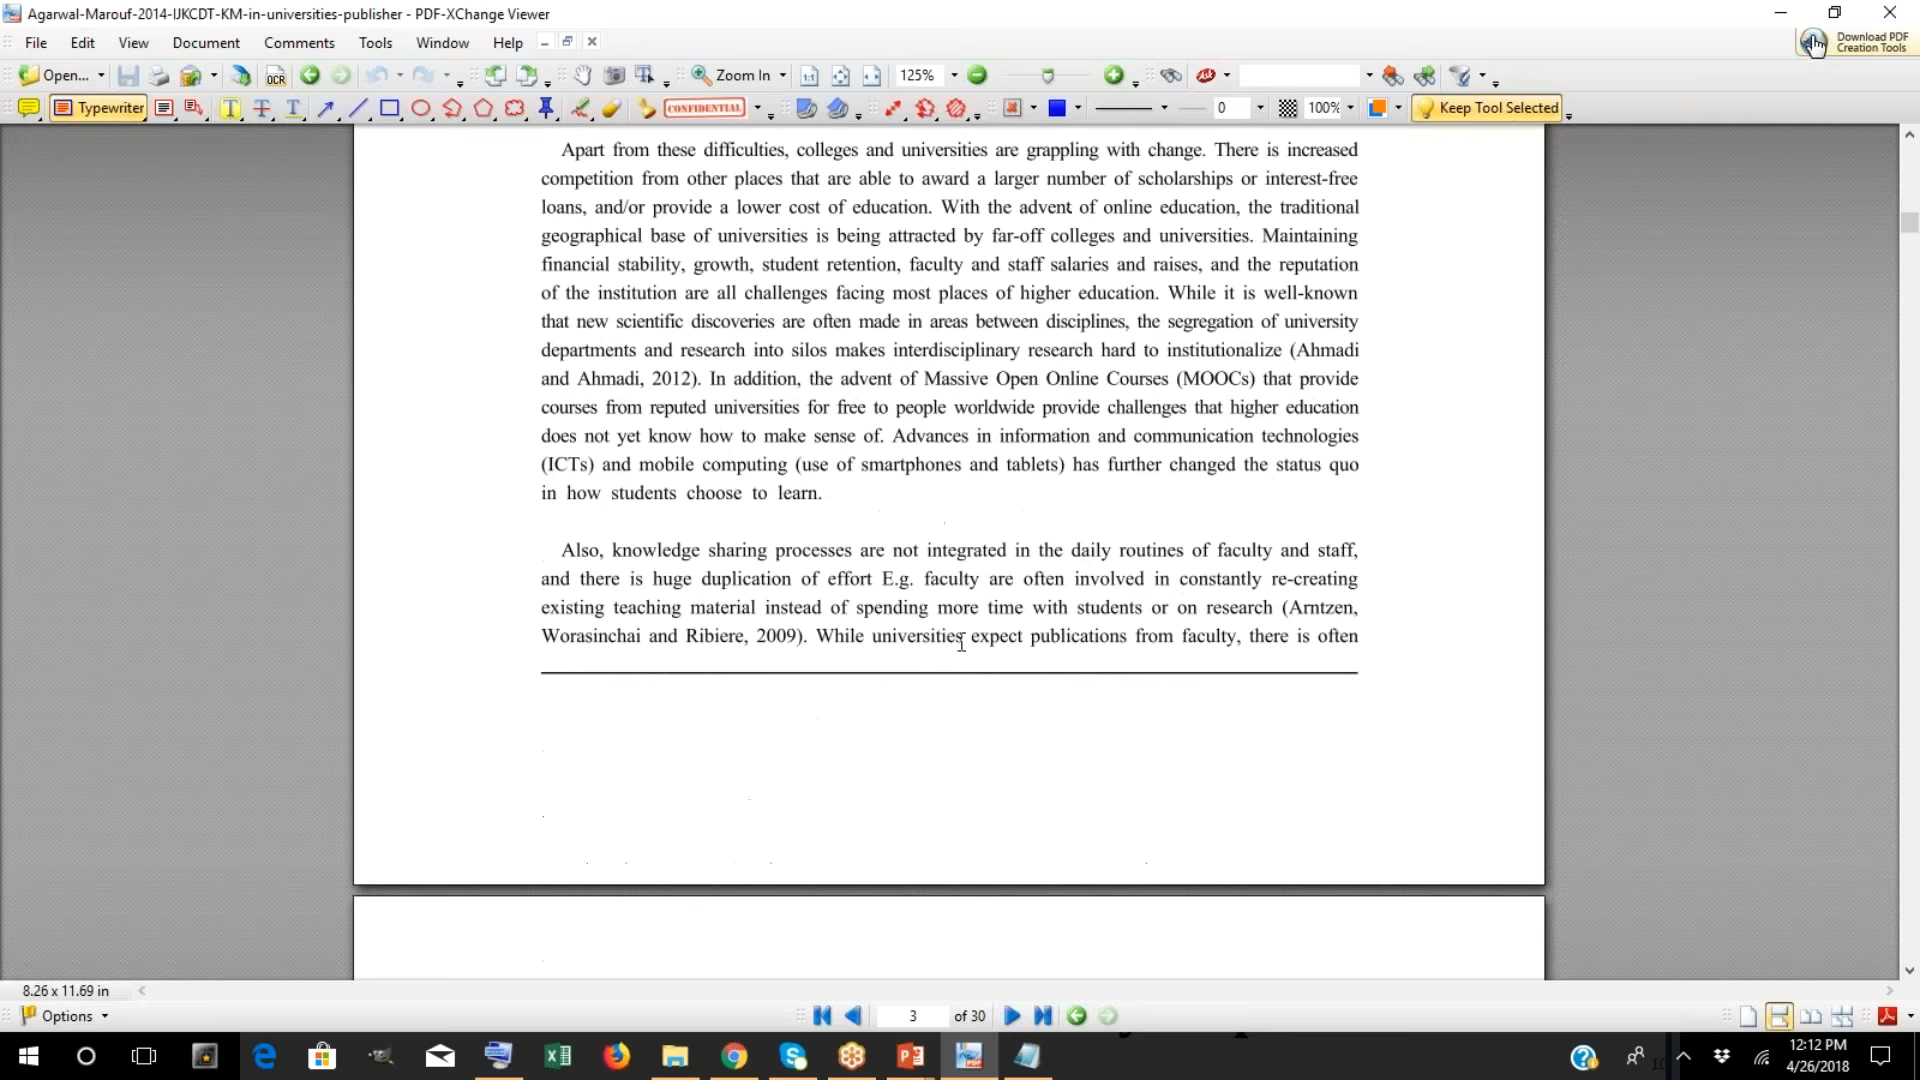 Agarwal-Marouf-2014-IJKCDT-KM-in-universities-publisher - PDF-XChange Viewer
File Edit View Document Comments Tools Window Help
Download PDF
Creation Tools
Open... OCR Zoom In 125%
Typewriter CONFIDENTIAL 0 100% Keep Tool Selected
Apart from these difficulties, colleges and universities are grappling with change. There is increased
competition from other places that are able to award a larger number of scholarships or interest-free
loans, and/or provide a lower cost of education. With the advent of online education, the traditional
geographical base of universities is being attracted by far-off colleges and universities. Maintaining
financial stability, growth, student retention, faculty and staff salaries and raises, and the reputation
of the institution are all challenges facing most places of higher education. While it is well-known
that new scientific discoveries are often made in areas between disciplines, the segregation of university
departments and research into silos makes interdisciplinary research hard to institutionalize (Ahmadi
and Ahmadi, 2012). In addition, the advent of Massive Open Online Courses (MOOCs) that provide
courses from reputed universities for free to people worldwide provide challenges that higher education
does not yet know how to make sense of. Advances in information and communication technologies
(ICTs) and mobile computing (use of smartphones and tablets) has further changed the status quo
in how students choose to learn.
Also, knowledge sharing processes are not integrated in the daily routines of faculty and staff,
and there is huge duplication of effort E.g. faculty are often involved in constantly re-creating
existing teaching material instead of spending more time with students or on research (Arntzen,
Worasinchai and Ribiere, 2009). While universities expect publications from faculty, there is often
8.26 x 11.69 in
Options 3 of 30
12:12 PM
4/26/2018